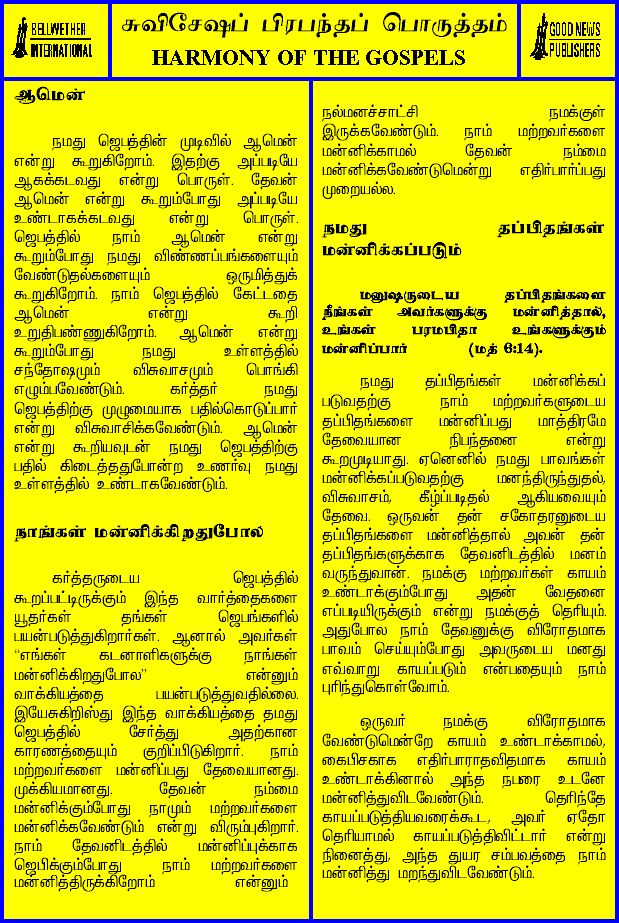 BELLWETHER
INTERNATIONAL
சுவிசேஷப் பிரபந்தப் பொருத்தம்
HARMONY OF THE GOSPELS
GOOD NEWS
PUBLISHERS
ஆமென்
நமது ஜெபத்தின் முடிவில் ஆமென்
என்று கூறுகிறோம். இதற்கு அப்படியே
ஆகக்கடவது என்று பொருள். தேவன்
ஆமென் என்று கூறும்போது அப்படியே
உண்டாகக்கடவது என்று பொருள்.
ஜெபத்தில் நாம் ஆமென் என்று
கூறும்போது நமது விண்ணப்பங்களையும்
வேண்டுதல்களையும் ஒருமித்துக்
கூறுகிறோம். நாம் ஜெபத்தில் கேட்டதை
ஆமென் என்று கூறி
உறுதிபண்ணுகிறோம். ஆமென் என்று
கூறும்போது நமது உள்ளத்தில்
சந்தோஷமும் விசுவாசமும் பொங்கி
எழும்பவேண்டும். கர்த்தர் நமது
ஜெபத்திற்கு முழுமையாக பதில்கொடுப்பார்
என்று விசுவாசிக்கவேண்டும். ஆமென்
என்று கூறியவுடன் நமது ஜெபத்திற்கு
பதில் கிடைத்ததுபோன்ற உணர்வு நமது
உள்ளத்தில் உண்டாகவேண்டும்.
நாங்கள் மன்னிக்கிறதுபோல
கர்த்தருடைய ஜெபத்தில்
கூறப்பட்டிருக்கும் இந்த வார்த்தைகளை
யூதர்கள் தங்கள் ஜெபங்களில்
பயன்படுத்துகிறார்கள். ஆனால் அவர்கள்
“எங்கள் கடனாளிகளுக்கு நாங்கள்
மன்னிக்கிறதுபோல” என்னும்
வாக்கியத்தை பயன்படுத்துவதில்லை.
இயேசுகிறிஸ்து இந்த வாக்கியத்தை தமது
ஜெபத்தில் சேர்த்து அதற்கான
காரணத்தையும் குறிப்பிடுகிறார். நாம்
மற்றவர்களை மன்னிப்பது தேவையானது.
முக்கியமானது. தேவன் நம்மை
மன்னிக்கும்போது நாமும் மற்றவர்களை
மன்னிக்கவேண்டும் என்று விரும்புகிறார்.
நாம் தேவனிடத்தில் மன்னிப்புக்காக
ஜெபிக்கும்போது நாம் மற்றவர்களை
மன்னித்திருக்கிறோம் என்னும்
நல்மனச்சாட்சி நமக்குள்
இருக்கவேண்டும். நாம் மற்றவர்களை
மன்னிக்காமல் தேவன் நம்மை
மன்னிக்கவேண்டுமென்று எதிர்பார்ப்பது
முறையல்ல.
நமது தப்பிதங்கள்
மன்னிக்கப்படும்
மனுஷருடைய தப்பிதங்களை
நீங்கள் அவர்களுக்கு மன்னித்தால்,
உங்கள் பரமபிதா உங்களுக்கும்
மன்னிப்பார் (மத் 6:14).
நமது தப்பிதங்கள் மன்னிக்கப்
படுவதற்கு நாம் மற்றவர்களுடைய
தப்பிதங்களை மன்னிப்பது மாத்திரமே
தேவையான நிபந்தனை என்று
கூறமுடியாது. ஏனெனில் நமது பாவங்கள்
மன்னிக்கப்படுவதற்கு மனந்திருந்துதல்,
விசுவாசம், கீழ்ப்படிதல் ஆகியவையும்
தேவை. ஒருவன் தன் சகோதரனுடைய
தப்பிதங்களை மன்னித்தால் அவன் தன்
தப்பிதங்களுக்காக தேவனிடத்தில் மனம்
வருந்துவான். நமக்கு மற்றவர்கள் காயம்
உண்டாக்கும்போது அதன் வேதனை
எப்படியிருக்கும் என்று நமக்குத் தெரியும்.
அதுபோல நாம் தேவனுக்கு விரோதமாக
பாவம் செய்யும்போது அவருடைய மனது
எவ்வாறு காயப்படும் என்பதையும் நாம்
புரிந்துகொள்வோம்.
ஒருவர் நமக்கு விரோதமாக
வேண்டுமென்றே காயம் உண்டாக்காமல்,
கைபிசகாக எதிர்பாராதவிதமாக காயம்
உண்டாக்கினால் அந்த நபரை உடனே
மன்னித்துவிடவேண்டும். தெரிந்தே
காயப்படுத்தியவரைக்கூட, அவர் ஏதோ
தெரியாமல் காயப்படுத்திவிட்டார் என்று
நினைத்து, அந்த துயர சம்பவத்தை நாம்
மன்னித்து மறந்துவிடவேண்டும்.